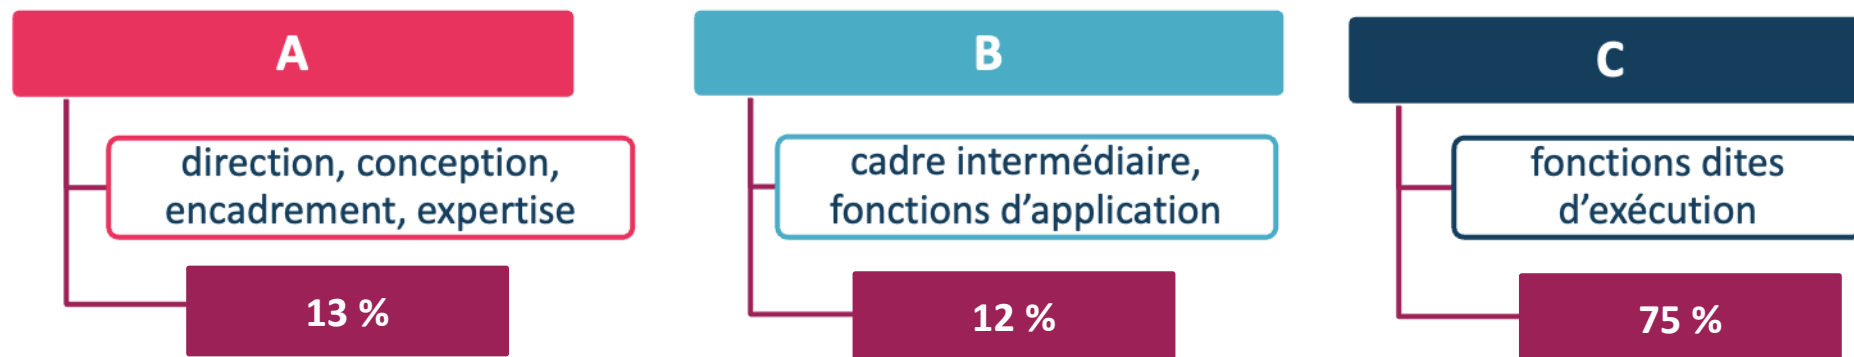 A
direction, conception,
encadrement, expertise
13 %
B
cadre intermédiaire,
fonctions d’application
12 %
C
fonctions dites
d’exécution
75 %